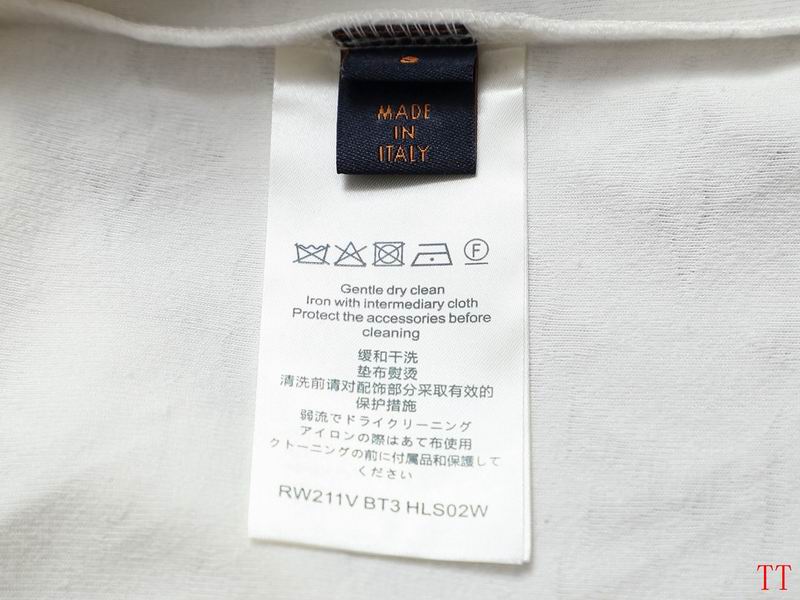 MADE
IN
ITALY
F
Gentle dry clean
Iron with intermediary cloth
Protect the accessories before
cleaning
缓和干洗
垫布熨烫
清洗前请对配饰部分采取有效的
保护措施
弱流でドライクリーニング
アイロンの際はあて布使用
クトーニングの前に付属品和保護して
ください
RW211V BT3 HLS02W
TT